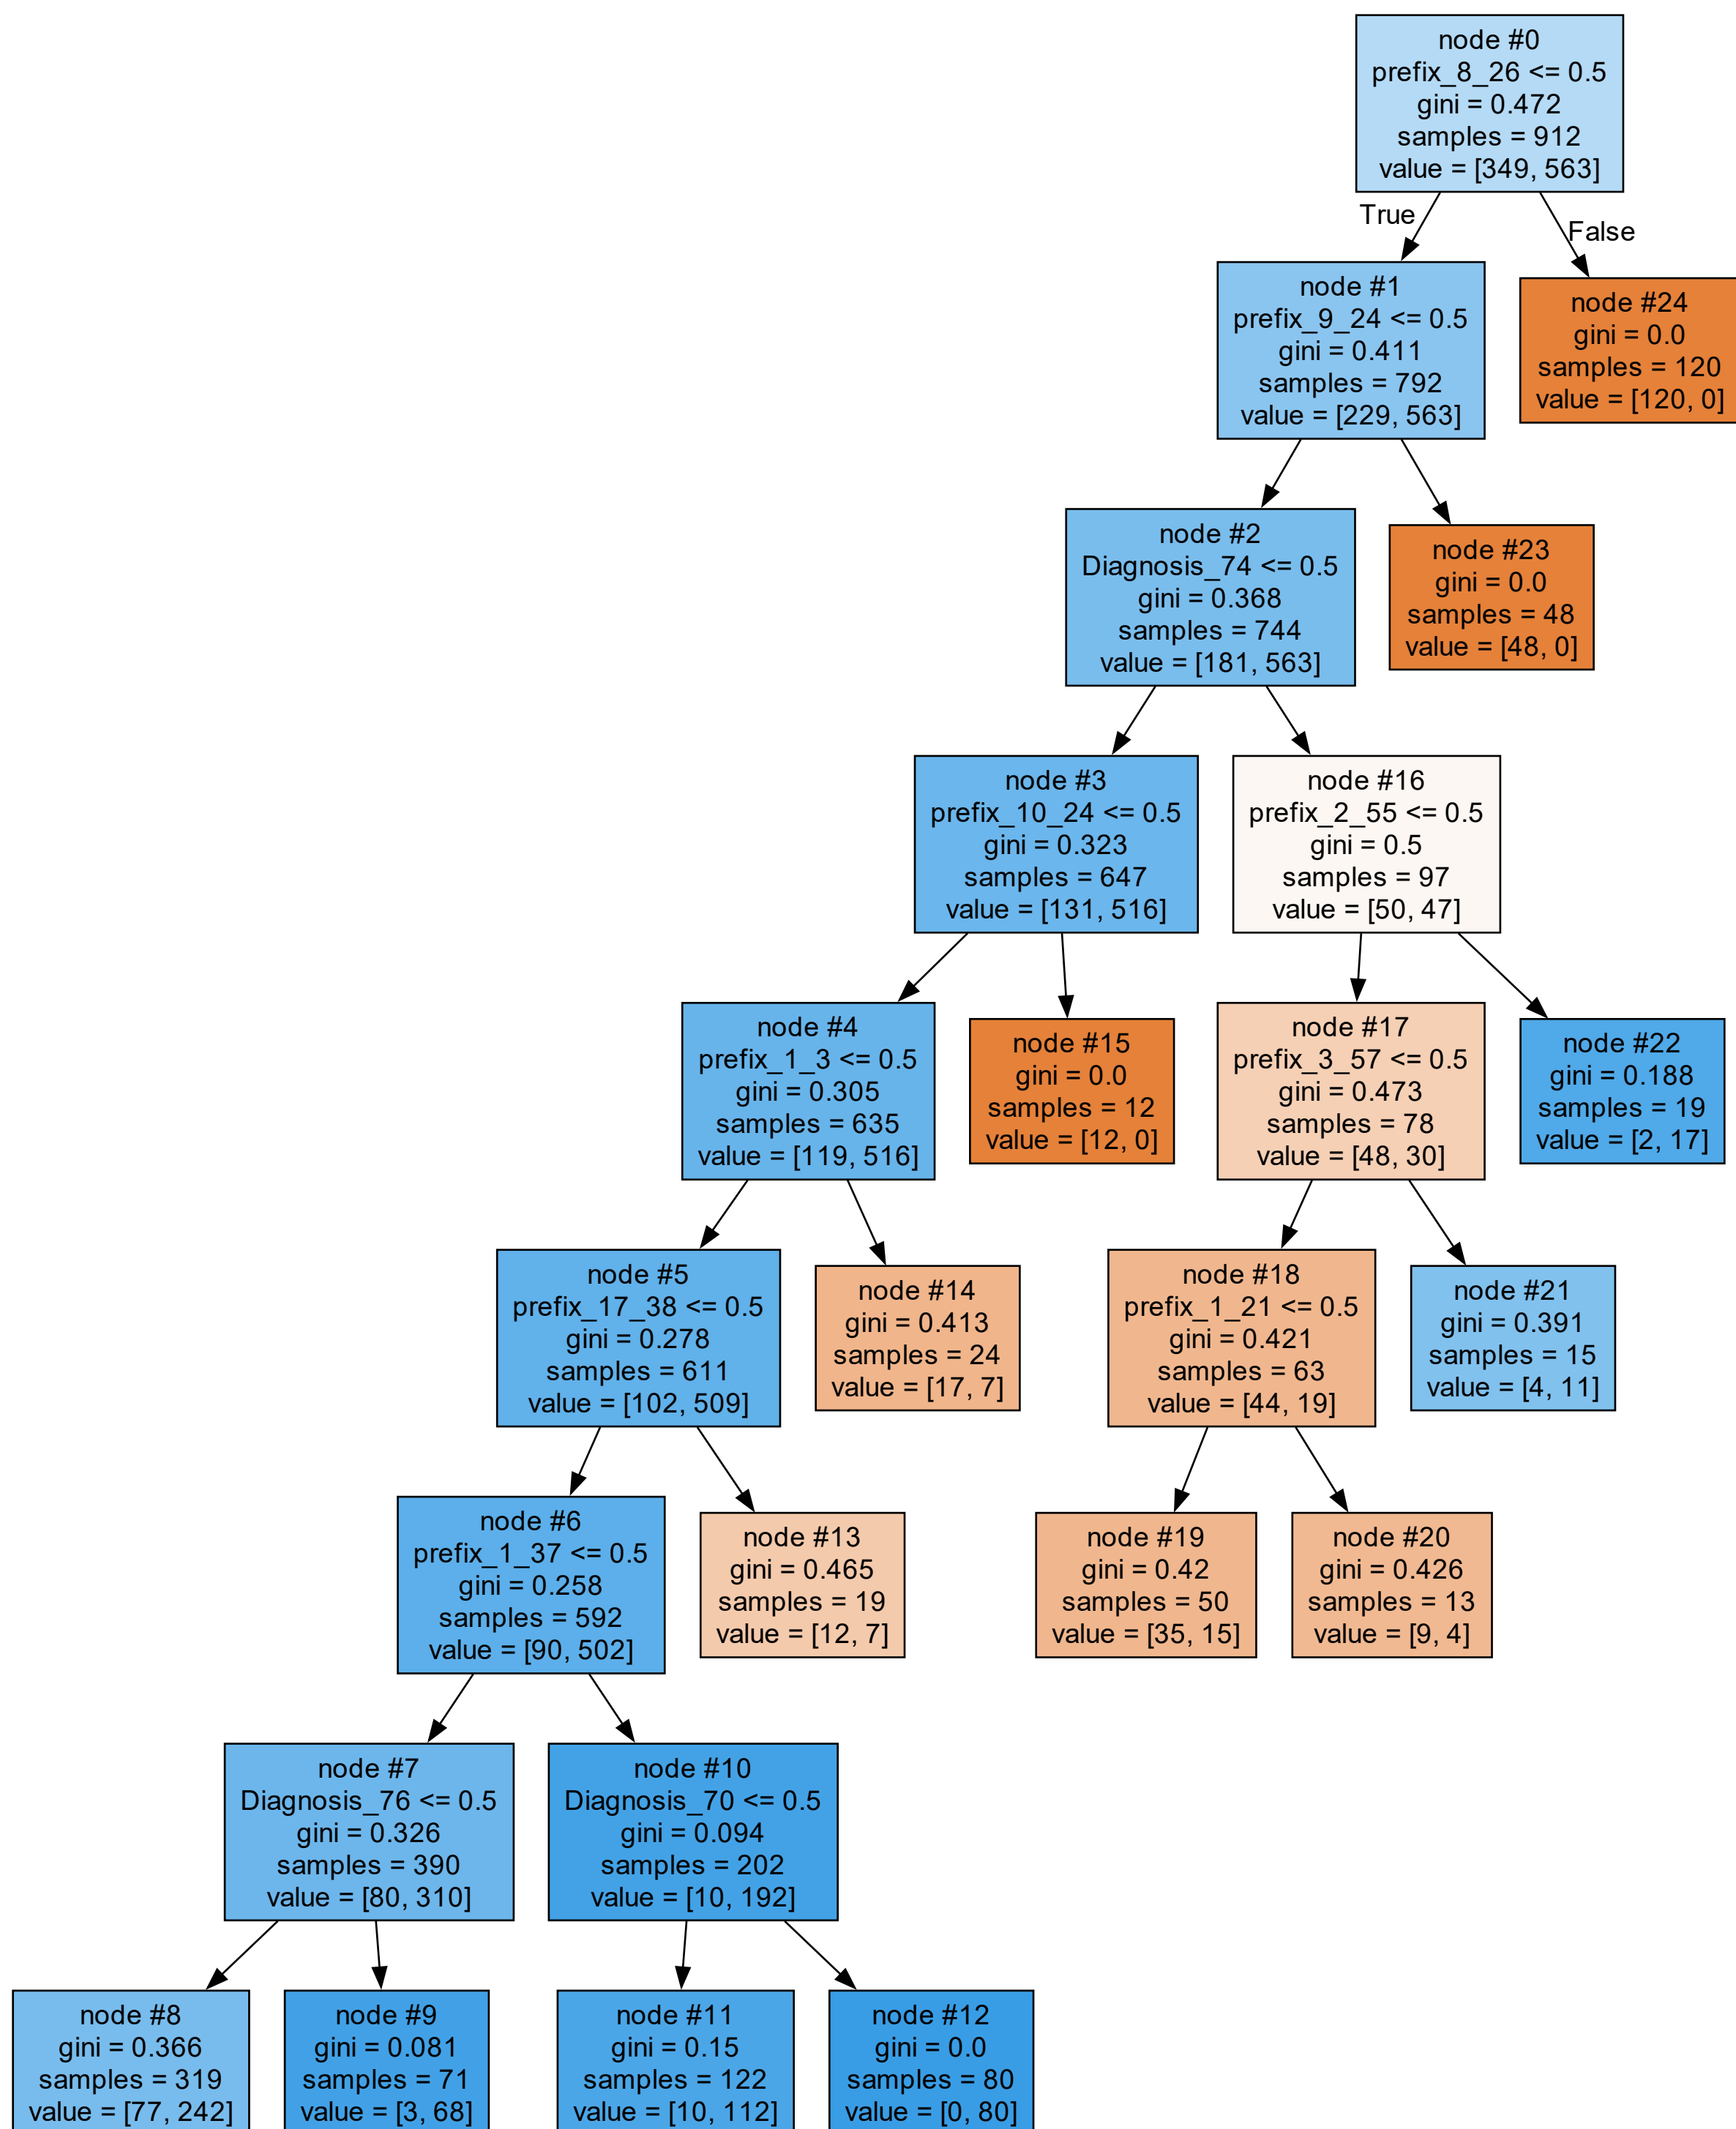 node #0
prefix_8_26 <= 0.5
gini = 0.472
samples = 912
value = [349, 563]
True
False
node #1
prefix_9_24 <= 0.5
gini = 0.411
samples = 792
value = [229, 563]
node #24
gini = 0.0
samples = 120
value = [120, 0]
node #2
Diagnosis_74 <= 0.5
gini = 0.368
samples = 744
value = [181, 563]
node #23
gini = 0.0
samples = 48
value = [48, 0]
node #3
prefix_10_24 <= 0.5
gini = 0.323
samples = 647
value = [131, 516]
node #16
prefix_2_55 <= 0.5
gini = 0.5
samples = 97
value = [50, 47]
node #4
prefix_1_3 <= 0.5
gini = 0.305
samples = 635
value = [119, 516]
node #15
gini = 0.0
samples = 12
value = [12, 0]
node #17
prefix_3_57 <= 0.5
gini = 0.473
samples = 78
value = [48, 30]
node #22
gini = 0.188
samples = 19
value = [2, 17]
node #5
prefix_17_38 <= 0.5
gini = 0.278
samples = 611
value = [102, 509]
node #14
gini = 0.413
samples = 24
value = [17, 7]
node #18
prefix_1_21 <= 0.5
gini = 0.421
samples = 63
value = [44, 19]
node #21
gini = 0.391
samples = 15
value = [4, 11]
node #6
prefix_1_37 <= 0.5
gini = 0.258
samples = 592
value = [90, 502]
node #13
gini = 0.465
samples = 19
value = [12, 7]
node #19
gini = 0.42
samples = 50
value = [35, 15]
node #20
gini = 0.426
samples = 13
value = [9, 4]
node #7
Diagnosis_76 <= 0.5
gini = 0.326
samples = 390
value = [80, 310]
node #10
Diagnosis_70 <= 0.5
gini = 0.094
samples = 202
value = [10, 192]
node #8
gini = 0.366
samples = 319
value = [77, 242]
node #9
gini = 0.081
samples = 71
value = [3, 68]
node #11
gini = 0.15
samples = 122
value = [10, 112]
node #12
gini = 0.0
samples = 80
value = [0, 80]